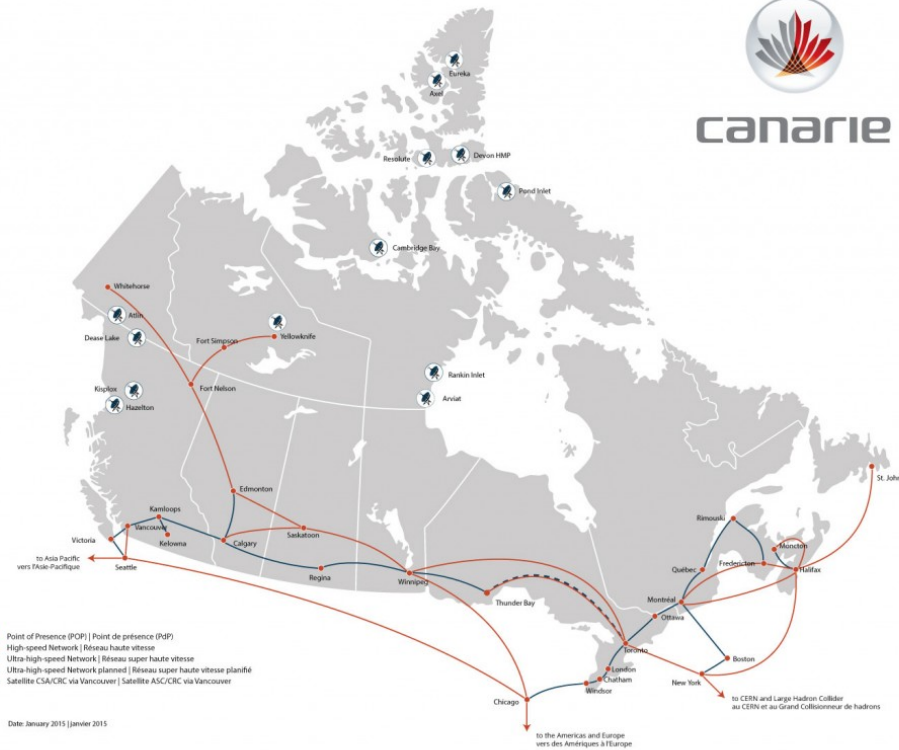 canarie
Eureka
Axel
Resolute
Devon HMP
Pond Inlet
Cambridge Bay
Whitehorse
Atlin
Dease Lake
Fort Simpson
Yellowknife
Fort Nelson
Rankin Inlet
Arviat
Kisplox
Hazelton
Edmonton
St. John
Kamloops
Vancouver
Victoria
Kelowna
Calgary
Saskatoon
Rimouski
Moncton
Fredericton
Halifax
to Asia Pacific
vers l'Asie-Pacifique
Seattle
Regina
Winnipeg
Québec
Thunder Bay
Montréal
Ottawa
Toronto
Boston
London
Chatham
Windsor
New York
Chicago
to CERN and Large Hadron Collider
au CERN et au Grand Collisionneur de hadrons
to the Americas and Europe
vers des Amériques à l'Europe
Point of Presence (POP) | Point de présence (PdP)
High-speed Network | Réseau haute vitesse
Ultra-high-speed Network | Réseau super haute vitesse
Ultra-high-speed Network planned | Réseau super haute vitesse planifié
Satellite CSA/CRC via Vancouver | Satellite ASC/CRC via Vancouver
Date: January 2015 | janvier 2015